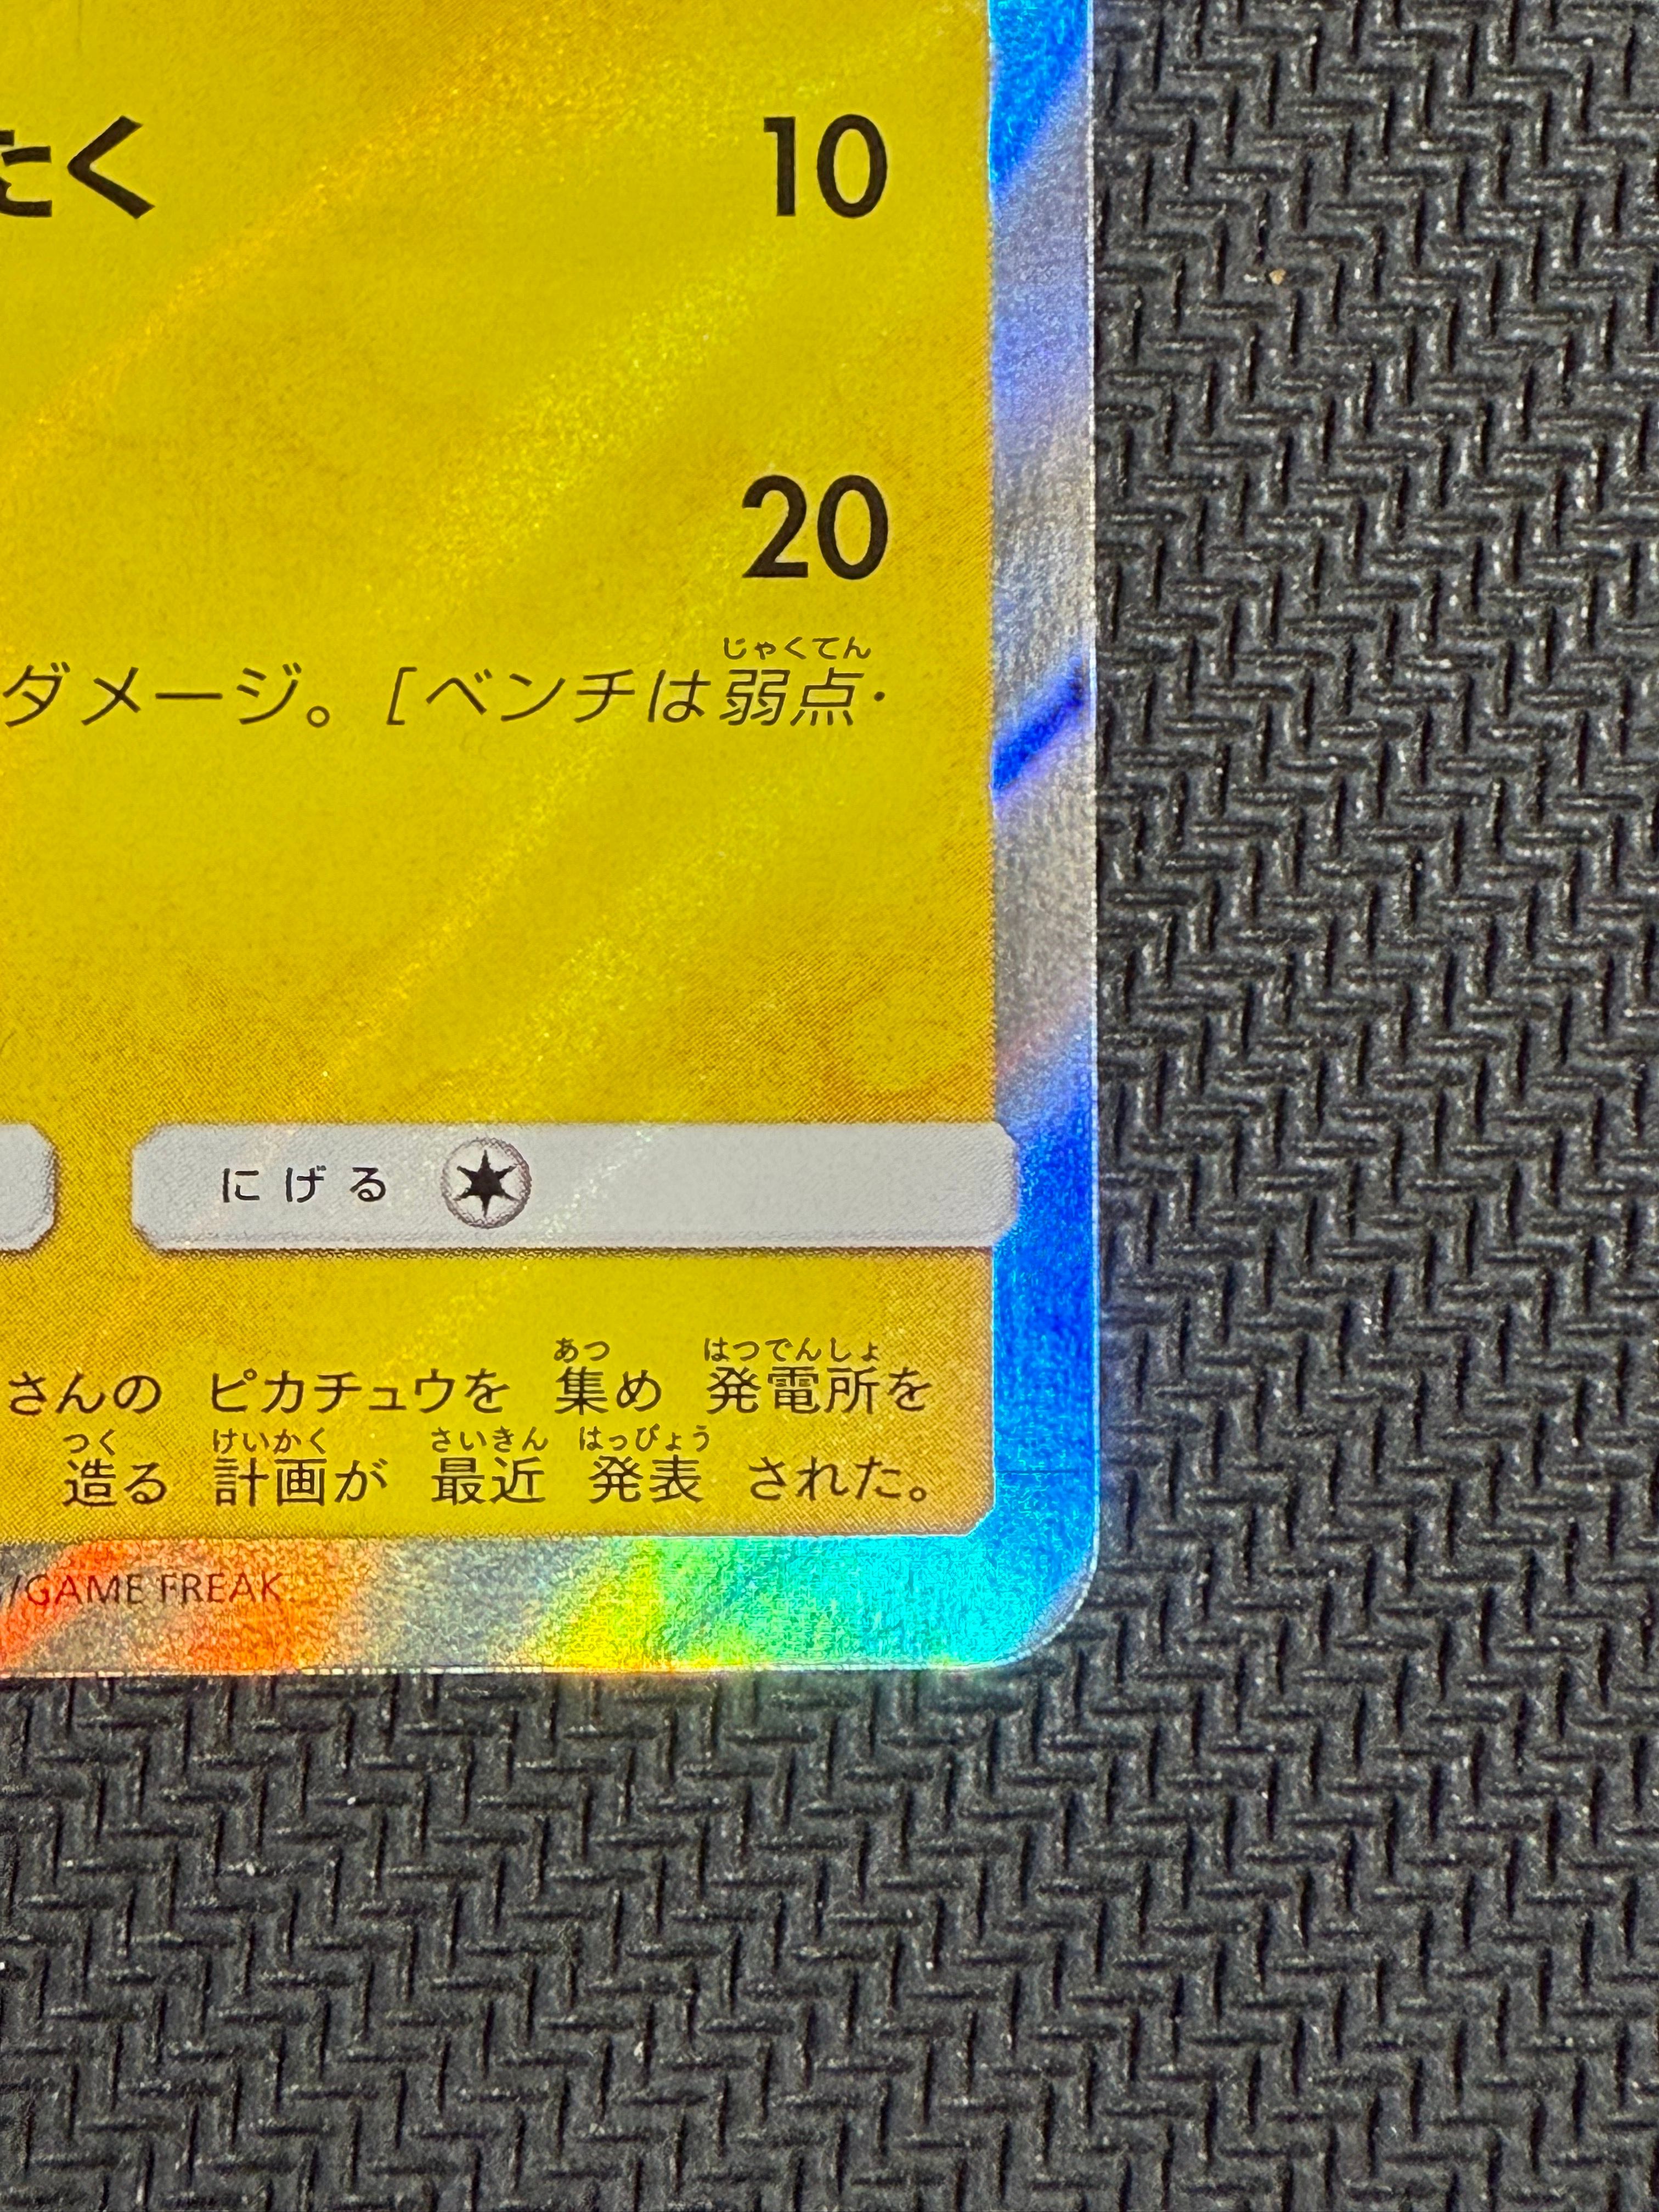 たく 10
20
じゃくてん
ダメージ。[ベンチは弱点・
にげる
あつ はつでんしょ
さんの ピカチュウを 集め 発電所を
つく けいかく さいきん はっぴょう
造る 計画が 最近 発表 された。
/GAME FREAK.